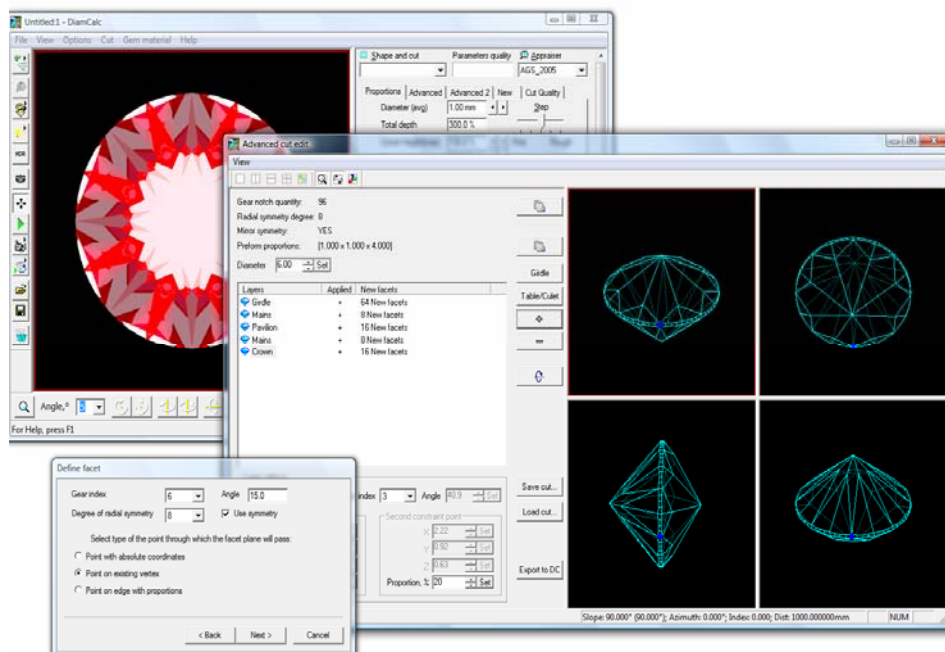 Untitled:1 - DiamCalc
File View Options Cut Gem material Help
Shape and cut Parameters quality Appraiser
AGS_2005
Proportions Advanced Advanced 2 New Cut Quality
Diameter (avg) 1.00 mm Step
Total depth 300.0 %
HDR
Angle,°
For Help, press F1
Advanced cut edit
View
Gear notch quantity: 96
Radial symmetry degree: 8
Minor symmetry: YES
Preform proportions: (1.000 x 1.000 x 4.000)
Diameter 6.00 Set
Layers Applied New facets
Girdle + 64 New facets
Mains + 8 New facets
Pavilion + 16 New facets
Mains + 8 New facets
Crown + 16 New facets
Girdle
Table/Culet
index 3 Angle 40.9 Set
Second constraint point
X 2.22 Set
Y 0.92 Set
Z 0.63 Set
Proportion, % 20 Set
Save cut...
Load cut...
Export to DC
Slope: 90.000° (90.000°); Azimuth: 0.000°; Index: 0.000; Dist: 1000.000000mm NUM
Define facet
Gear index 6 Angle 15.0
Degree of radial symmetry 8 Use symmetry
Select type of the point through which the facet plane will pass:
Point with absolute coordinates
Point on existing vertex
Point on edge with proportions
< Back Next > Cancel